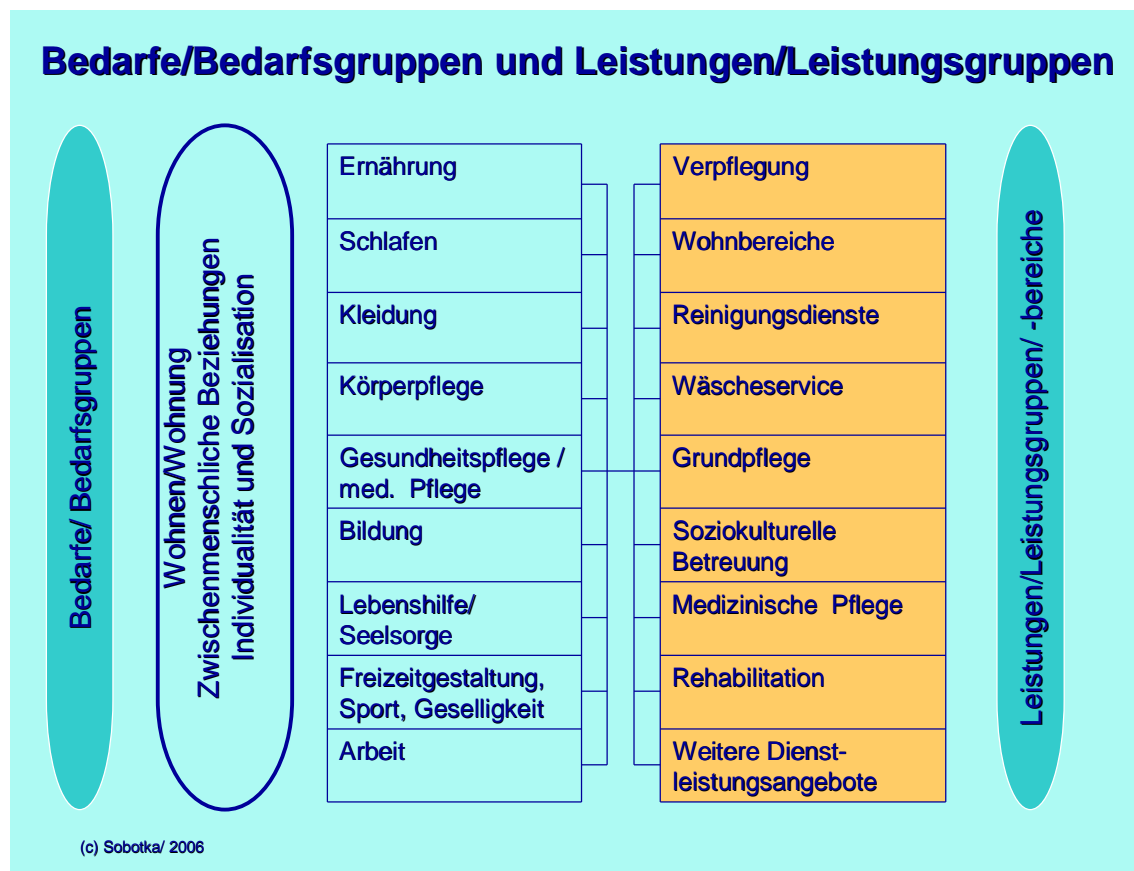 Bedarfe/Bedarfsgruppen und Leistungen/Leistungsgruppen
Bedarfe/ Bedarfsgruppen
Wohnen/Wohnung
Zwischenmenschliche Beziehungen
Individualität und Sozialisation
Ernährung
Schlafen
Kleidung
Körperpflege
Gesundheitspflege /
med. Pflege
Bildung
Lebenshilfe/
Seelsorge
Freizeitgestaltung,
Sport, Geselligkeit
Arbeit
Verpflegung
Wohnbereiche
Reinigungsdienste
Wäscheservice
Grundpflege
Soziokulturelle
Betreuung
Medizinische Pflege
Rehabilitation
Weitere Dienst-
leistungsangebote
Leistungen/Leistungsgruppen/ -bereiche
(c) Sobotka/ 2006